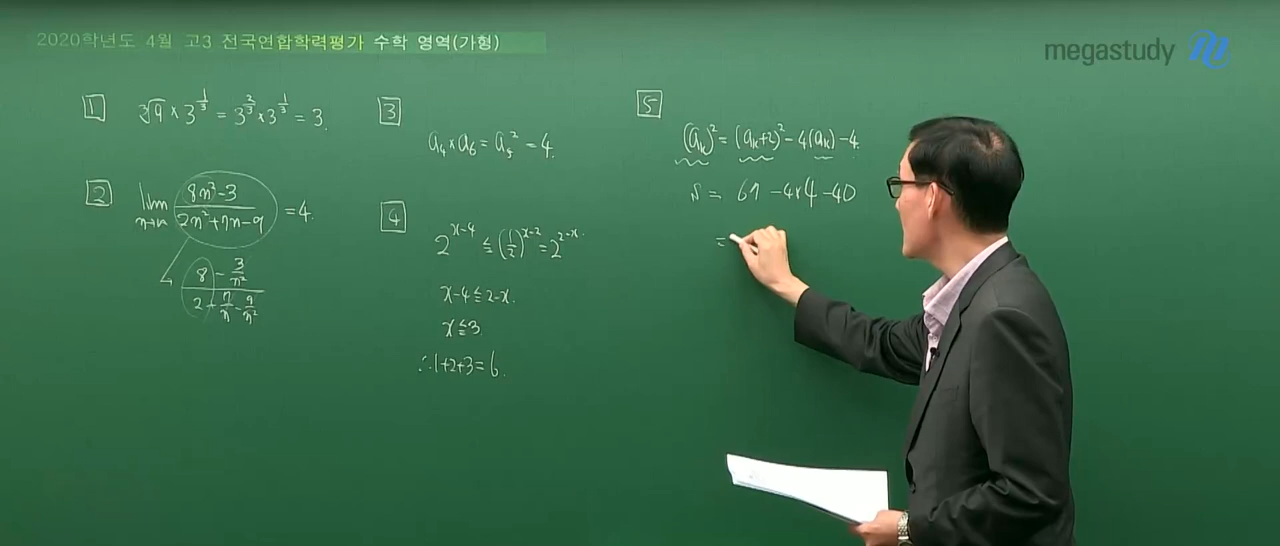 2020학년도 4월 고3 전국연합학력평가 수학 영역(가형)
megastudy
1
∛9 × 3^(1/3) = 3^(2/3) × 3^(1/3) = 3.
2
lim n→∞ (8n²-3)/(2n²+7n-9) = 4.
(8 - 3/n²)/(2 + 7/n - 9/n²)
3
a₄ × a₆ = a₅² = 4.
4
2^(x-4) ≤ (1/2)^(x-2) = 2^(2-x).
x-4 ≤ 2-x.
x ≤ 3
∴ 1+2+3 = 6.
5
(aₖ)² = (aₖ+2)² - 4(aₖ) - 4.
= 67 - 4×4 - 40
=